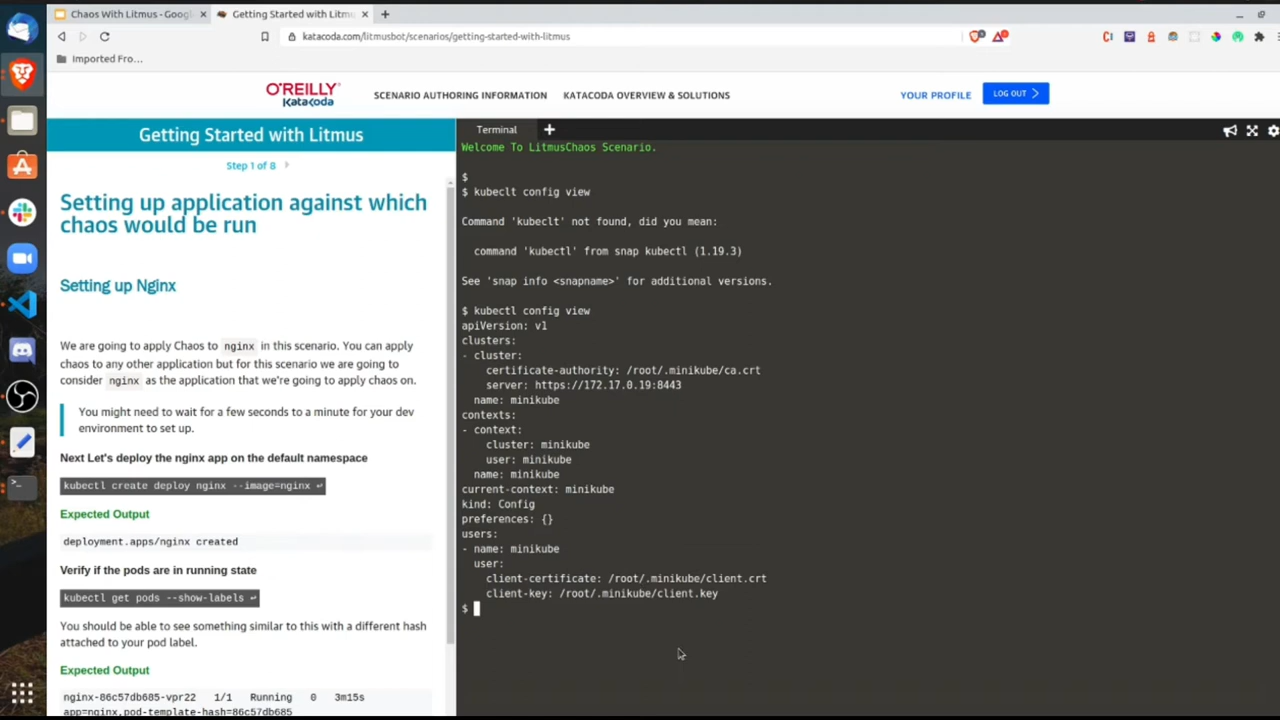 Chaos With Litmus - Googl
Getting Started with Litmu
katacoda.com/litmusbot/scenarios/getting-started-with-litmus
Imported Fro...
O'REILLY
Katacoda
SCENARIO AUTHORING INFORMATION
KATACODA OVERVIEW & SOLUTIONS
YOUR PROFILE
LOG OUT
Getting Started with Litmus
Step 1 of 8
Setting up application against which
chaos would be run
Setting up Nginx
We are going to apply Chaos to nginx in this scenario. You can apply
chaos to any other application but for this scenario we are going to
consider nginx as the application that we're going to apply chaos on.
You might need to wait for a few seconds to a minute for your dev
environment to set up.
Next Let's deploy the nginx app on the default namespace
kubectl create deploy nginx --image=nginx ↩
Expected Output
deployment.apps/nginx created
Verify if the pods are in running state
kubectl get pods --show-labels ↩
You should be able to see something similar to this with a different hash
attached to your pod label.
Expected Output
nginx-86c57db685-vpr22 1/1 Running 0 3m15s
app=nginx,pod-template-hash=86c57db685
Terminal
Welcome To LitmusChaos Scenario.
$
$ kubeclt config view
Command 'kubeclt' not found, did you mean:
command 'kubectl' from snap kubectl (1.19.3)
See 'snap info <snapname>' for additional versions.
$ kubectl config view
apiVersion: v1
clusters:
- cluster:
certificate-authority: /root/.minikube/ca.crt
server: https://172.17.0.19:8443
name: minikube
contexts:
- context:
cluster: minikube
user: minikube
name: minikube
current-context: minikube
kind: Config
preferences: {}
users:
- name: minikube
user:
client-certificate: /root/.minikube/client.crt
client-key: /root/.minikube/client.key
$